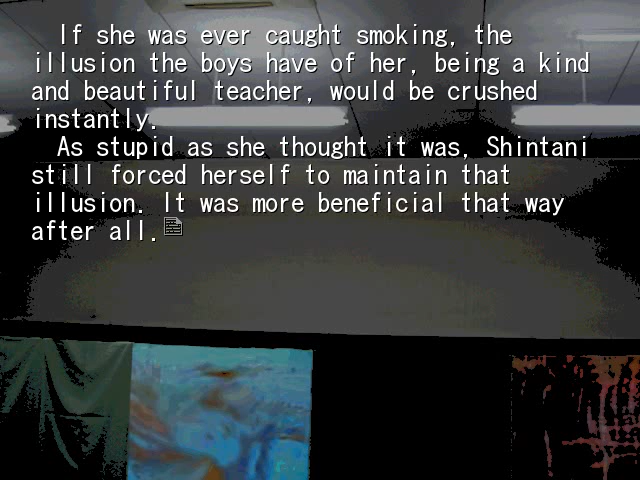 If she was ever caught smoking, the
illusion the boys have of her, being a kind
and beautiful teacher, would be crushed
instantly.
As stupid as she thought it was, Shintani
still forced herself to maintain that
illusion. It was more beneficial that way
after all.